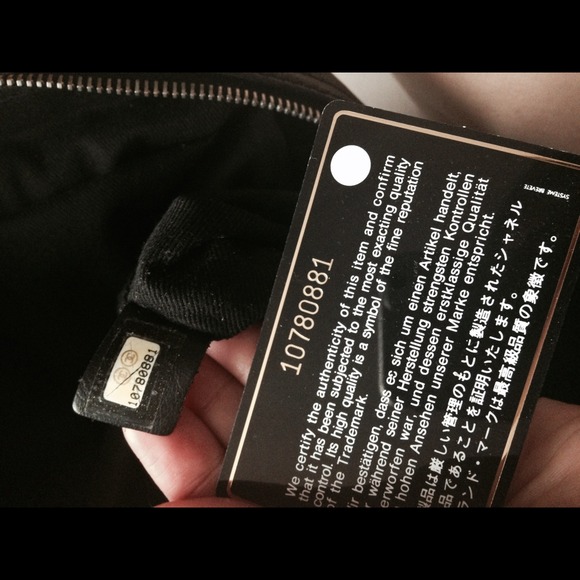 10780881
10780881
SYSTEME BREVETE
We certify the authenticity of this item and confirm
that it has been subjected to the most exacting quality
control. Its high quality is a symbol of the fine reputation
of the Trademark.
bestätigen, dass es sich um einen Artikel handelt,
während seiner Herstellung strengsten Kontrollen
erworfen war, und dessen erstklassige Qualität
hohen Ansehen unserer Marke entspricht.
製品は厳しい管理のもとに製造されたシャネル
品であることを証明いたします。
ランド・マークは最高級品質の象徴です。